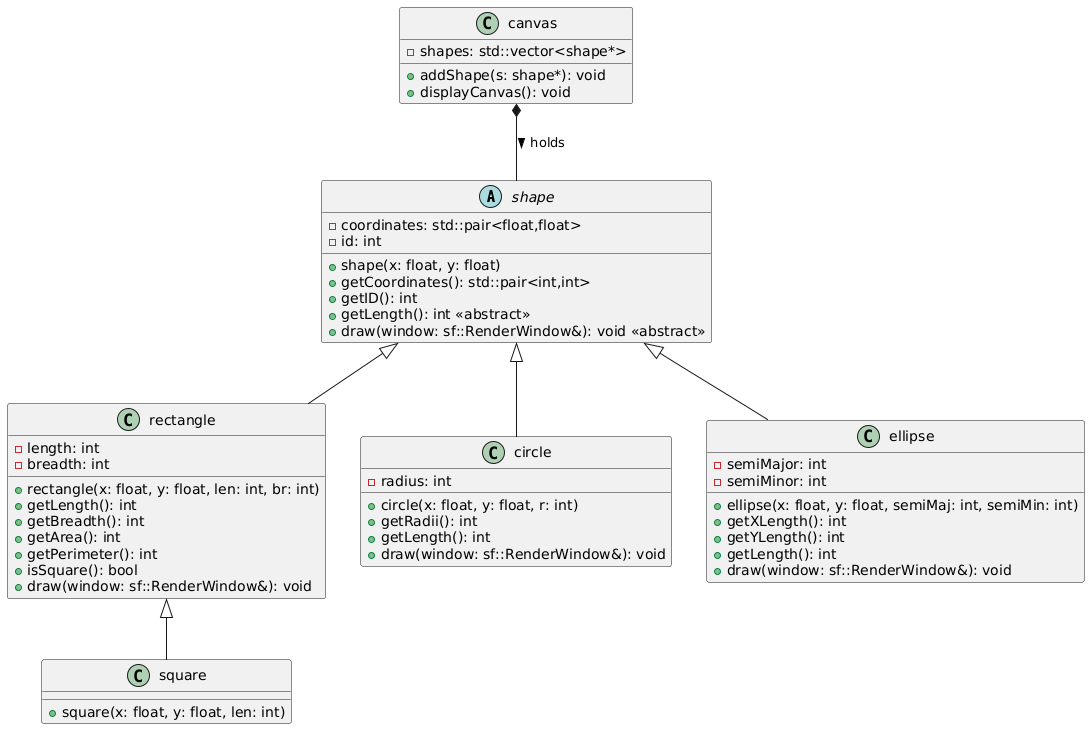 C canvas
shapes: std::vector<shape*>
addShape(s: shape*): void
displayCanvas(): void
holds
A shape
coordinates: std::pair<float,float>
id: int
shape(x: float, y: float)
getCoordinates(): std::pair<int,int>
getID(): int
getLength(): int «abstract»
draw(window: sf::RenderWindow&): void «abstract»
C rectangle
length: int
breadth: int
rectangle(x: float, y: float, len: int, br: int)
getLength(): int
getBreadth(): int
getArea(): int
getPerimeter(): int
isSquare(): bool
draw(window: sf::RenderWindow&): void
C circle
radius: int
circle(x: float, y: float, r: int)
getRadii(): int
getLength(): int
draw(window: sf::RenderWindow&): void
C ellipse
semiMajor: int
semiMinor: int
ellipse(x: float, y: float, semiMaj: int, semiMin: int)
getXLength(): int
getYLength(): int
getLength(): int
draw(window: sf::RenderWindow&): void
C square
square(x: float, y: float, len: int)